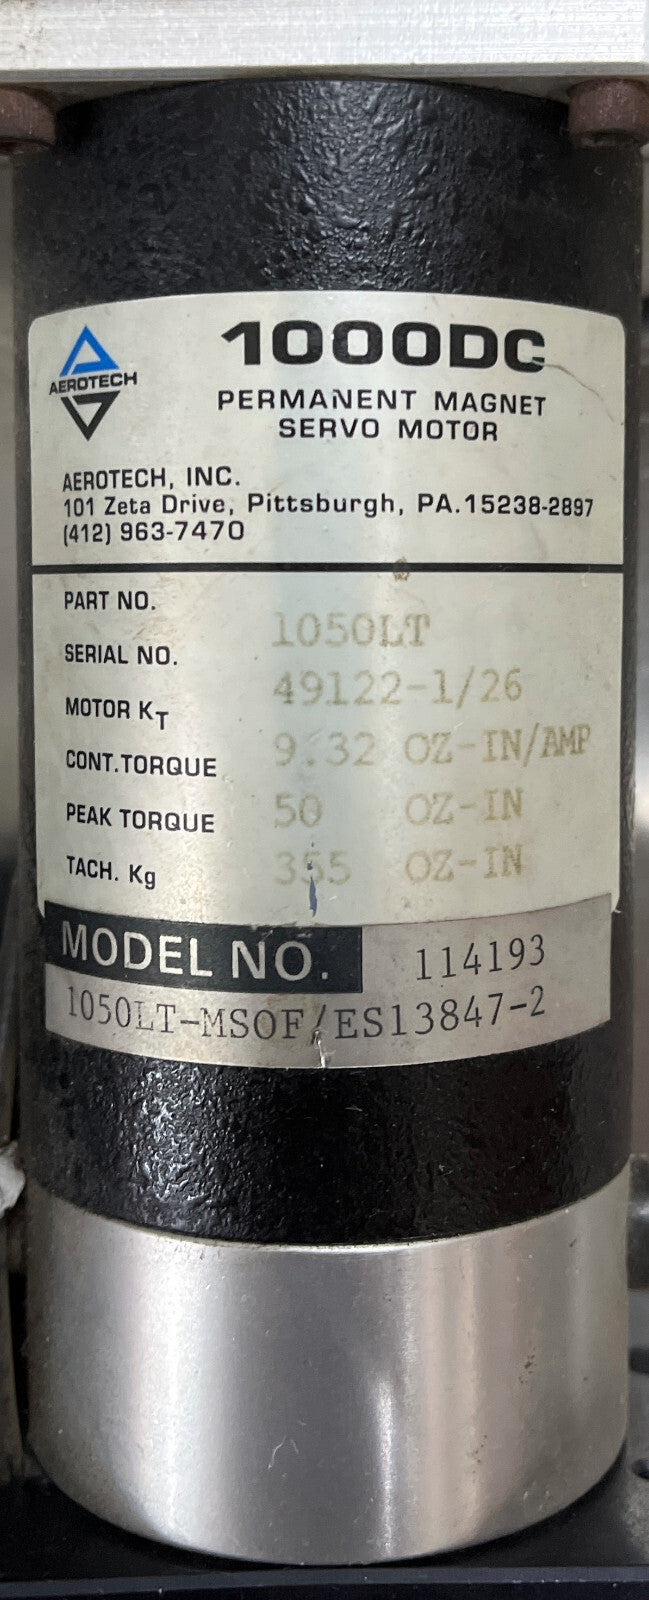 AEROTECH
1000DC
PERMANENT MAGNET
SERVO MOTOR
AEROTECH, INC.
101 Zeta Drive, Pittsburgh, PA.15238-2897
(412) 963-7470
PART NO. 1050LT
SERIAL NO. 49122-1/26
MOTOR KT 9.32 OZ-IN/AMP
CONT.TORQUE 50 OZ-IN
PEAK TORQUE 355 OZ-IN
TACH. Kg
MODEL NO. 114193
1050LT-MSOF/ES13847-2